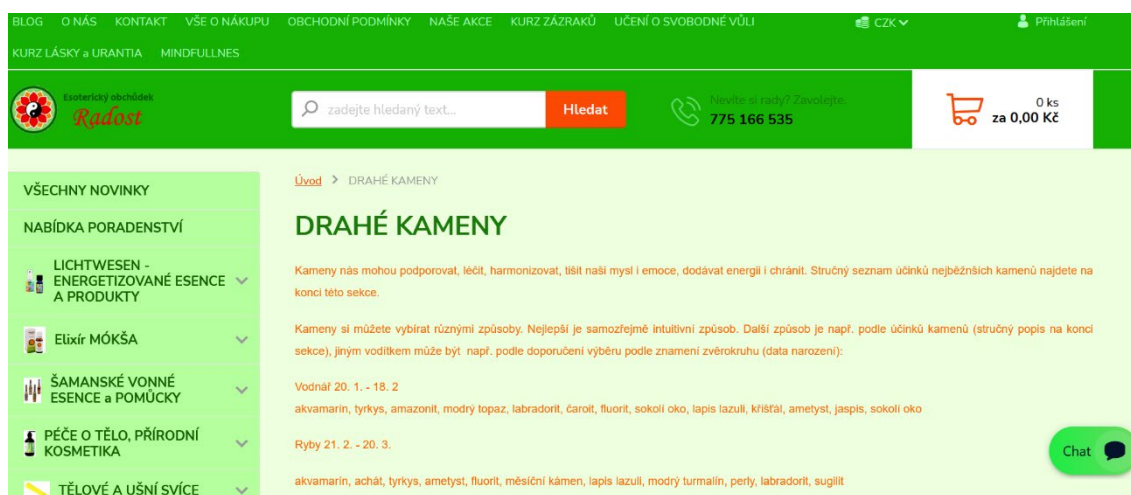 BLOG O NÁS KONTAKT VŠE O NÁKUPU OBCHODNÍ PODMÍNKY NAŠE AKCE KURZ ZÁZRAKŮ UČENÍ O SVOBODNÉ VŮLI CZK Přihlášení
KURZ LÁSKY a URANTIA MINDFULLNES
Esoterický obchůdek
Radost
zadejte hledaný text...
Hledat
Nevíte si rady? Zavolejte.
775 166 535
0 ks
za 0,00 Kč
VŠECHNY NOVINKY
NABÍDKA PORADENSTVÍ
LICHTWESEN -
ENERGETIZOVANÉ ESENCE
A PRODUKTY
Elixír MÓKŠA
ŠAMANSKÉ VONNÉ
ESENCE a POMŮCKY
PÉČE O TĚLO, PŘÍRODNÍ
KOSMETIKA
TĚLOVÉ A UŠNÍ SVÍCE
Úvod > DRAHÉ KAMENY
DRAHÉ KAMENY
Kameny nás mohou podporovat, léčit, harmonizovat, tišit naši mysl i emoce, dodávat energii i chránit. Stručný seznam účinků nejběžnších kamenů najdete na
konci této sekce.
Kameny si můžete vybírat různými způsoby. Nejlepší je samozřejmě intuitivní způsob. Další způsob je např. podle účinků kamenů (stručný popis na konci
sekce), jiným vodítkem může být např. podle doporučení výběru podle znamení zvěrokruhu (data narození):
Vodnář 20. 1. - 18. 2
akvamarín, tyrkys, amazonit, modrý topaz, labradorit, čaroit, fluorit, sokolí oko, lapis lazuli, křišťál, ametyst, jaspis, sokolí oko
Ryby 21. 2. - 20. 3.
akvamarín, achát, tyrkys, ametyst, fluorit, měsíční kámen, lapis lazuli, modrý turmalín, perly, labradorit, sugilit
Chat